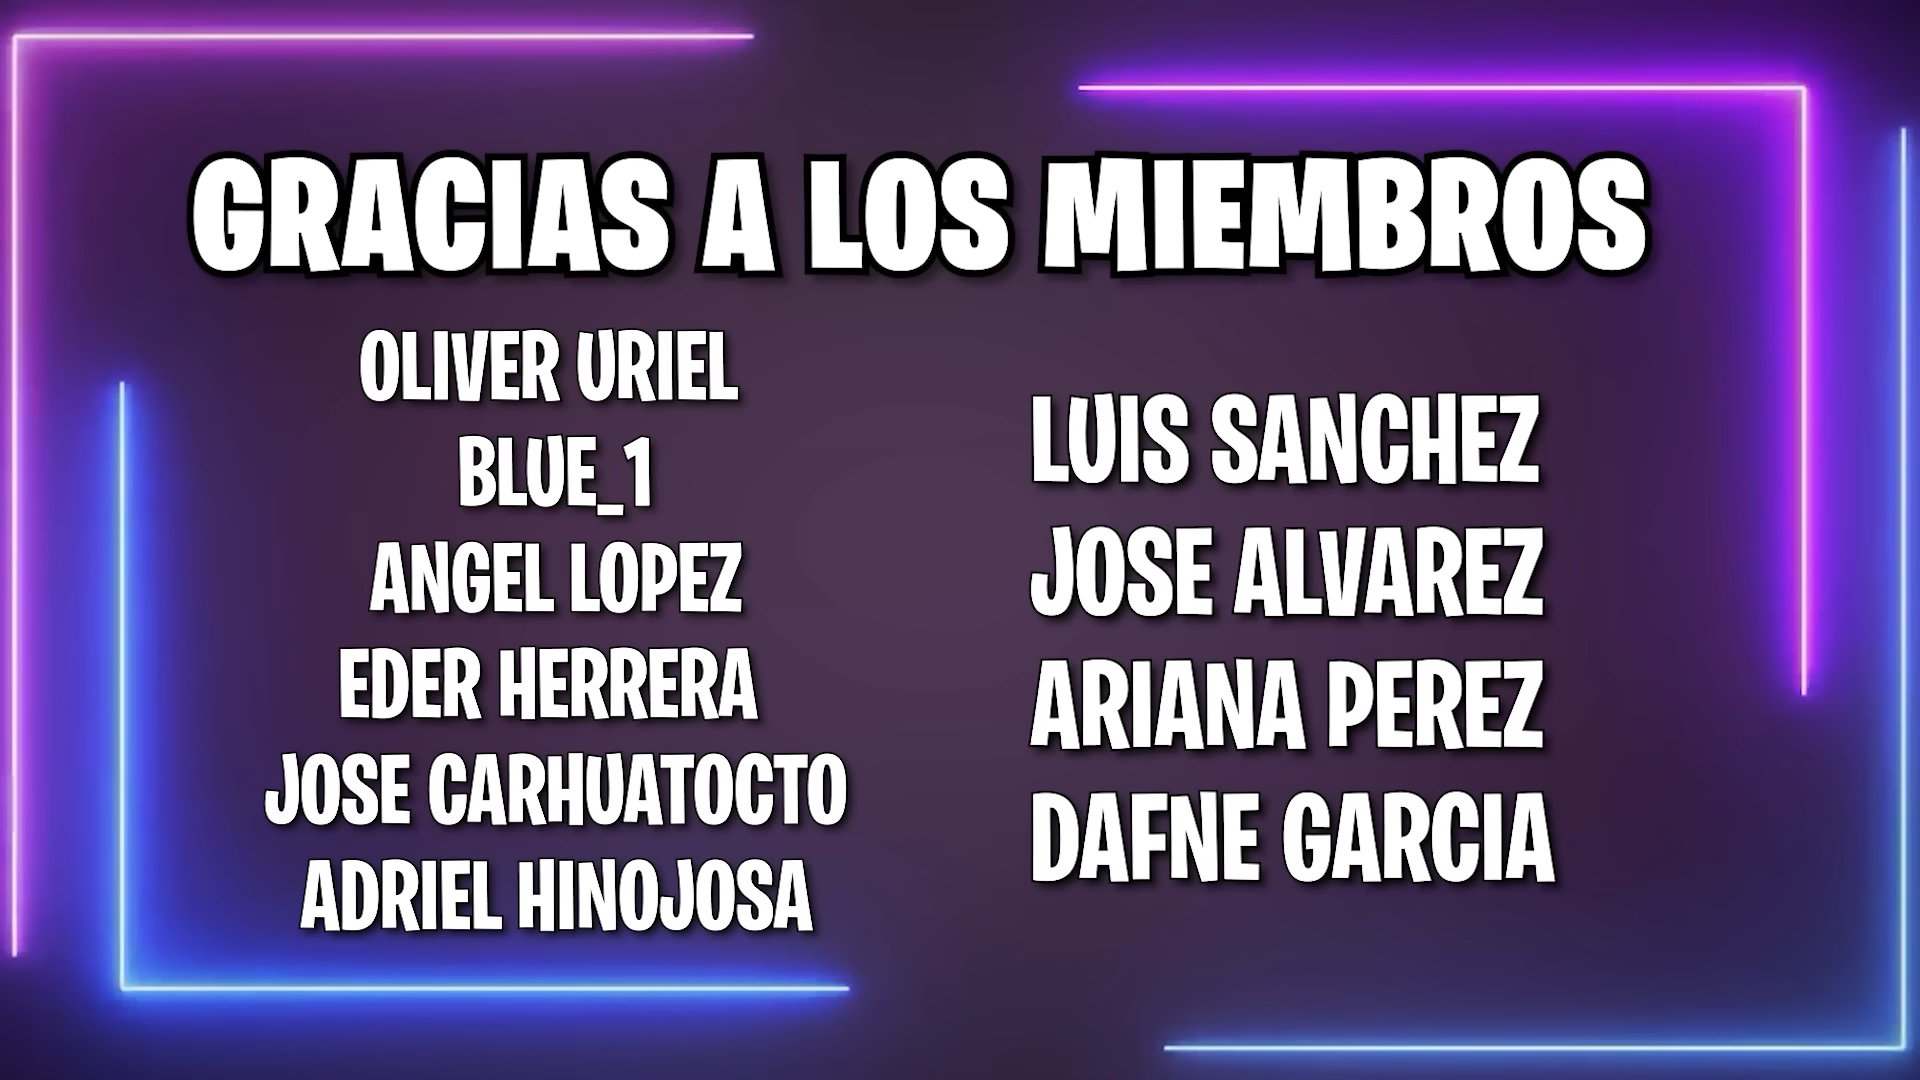 GRACIAS A LOS MIEMBROS
OLIVER URIEL
BLUE_1
ANGEL LOPEZ
EDER HERRERA
JOSE CARHUATOCTO
ADRIEL HINOJOSA
LUIS SANCHEZ
JOSE ALVAREZ
ARIANA PEREZ
DAFNE GARCIA